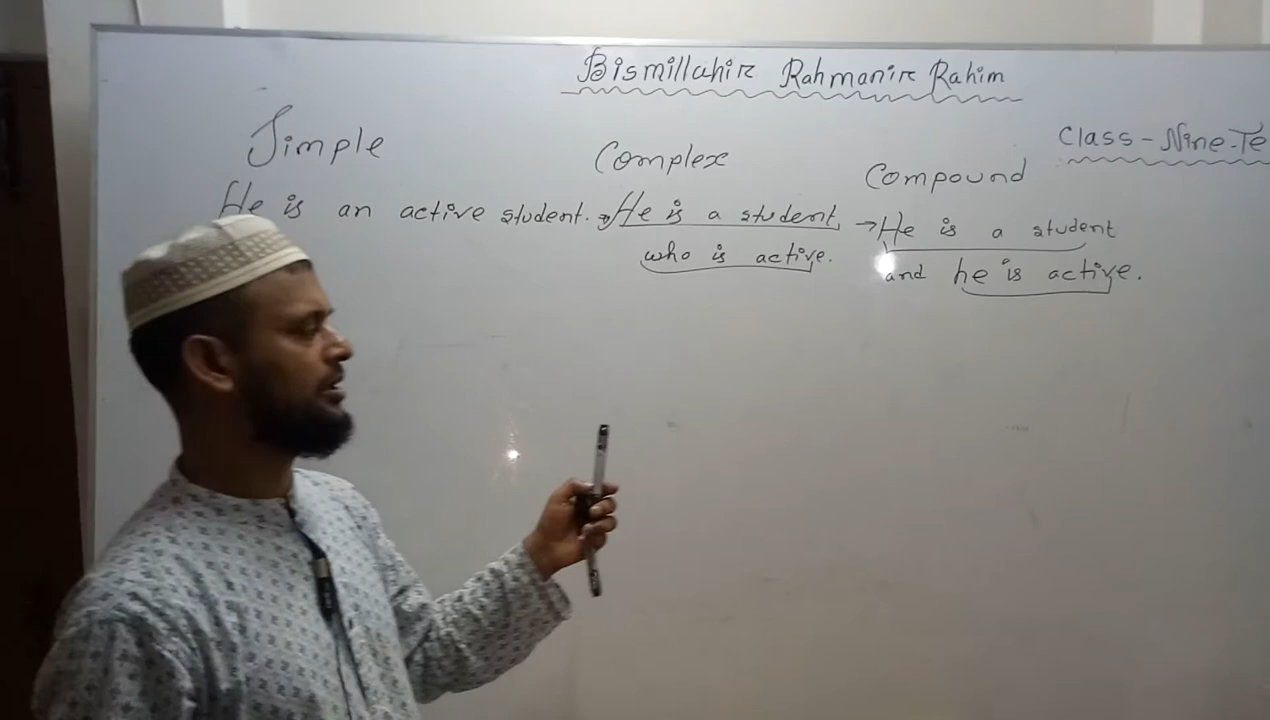 Bismillahir Rahmanir Rahim
Class-Nine-Te
Simple
Complex
Compound
He is an active student.
→He is a student
who is active.
→He is a student
and he is active.